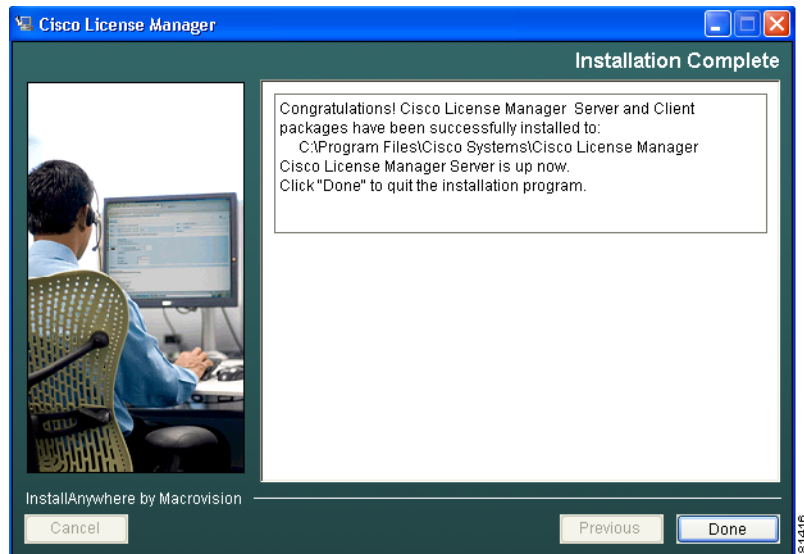 Cisco License Manager
Installation Complete
Congratulations! Cisco License Manager Server and Client
packages have been successfully installed to:
C:\Program Files\Cisco Systems\Cisco License Manager
Cisco License Manager Server is up now.
Click "Done" to quit the installation program.
InstallAnywhere by Macrovision
Cancel
Previous
Done